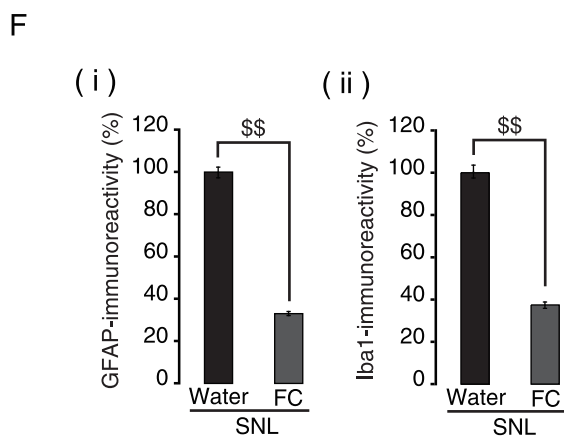 F
( i )
GFAP-immunoreactivity (%)
120
100
80
60
40
20
0
$$
Water
FC
SNL
( ii )
Iba1-immunoreactivity (%)
120
100
80
60
40
20
0
$$
Water
FC
SNL